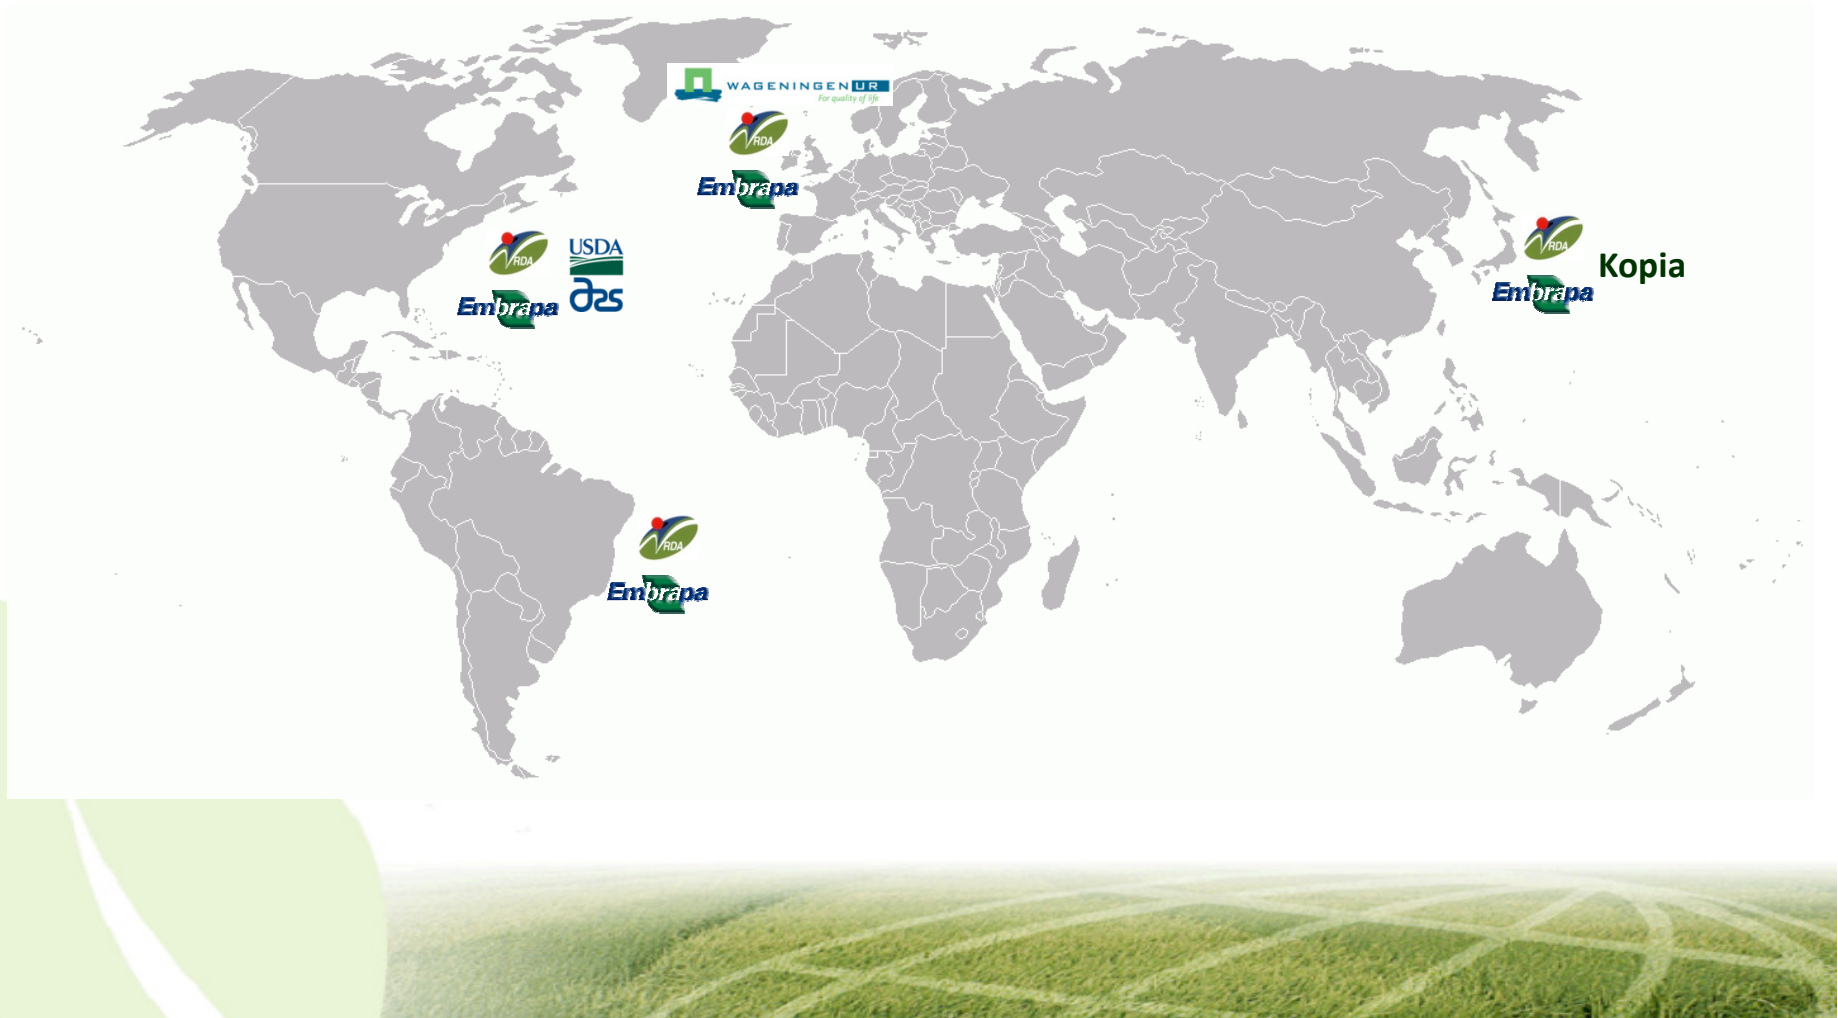 WAGENINGEN UR
For quality of life
RDA
Embrapa
RDA
USDA
Embrapa
ars
RDA
Kopia
Embrapa
RDA
Embrapa